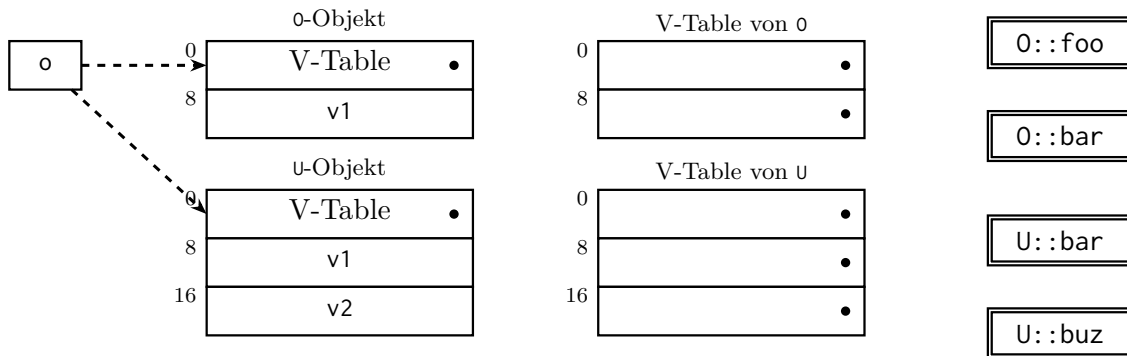 O-Objekt
V-Table von O
o
0
V-Table
8
v1
0
8
O::foo
O::bar
U-Objekt
V-Table von U
0
V-Table
8
v1
16
v2
0
8
16
U::bar
U::buz